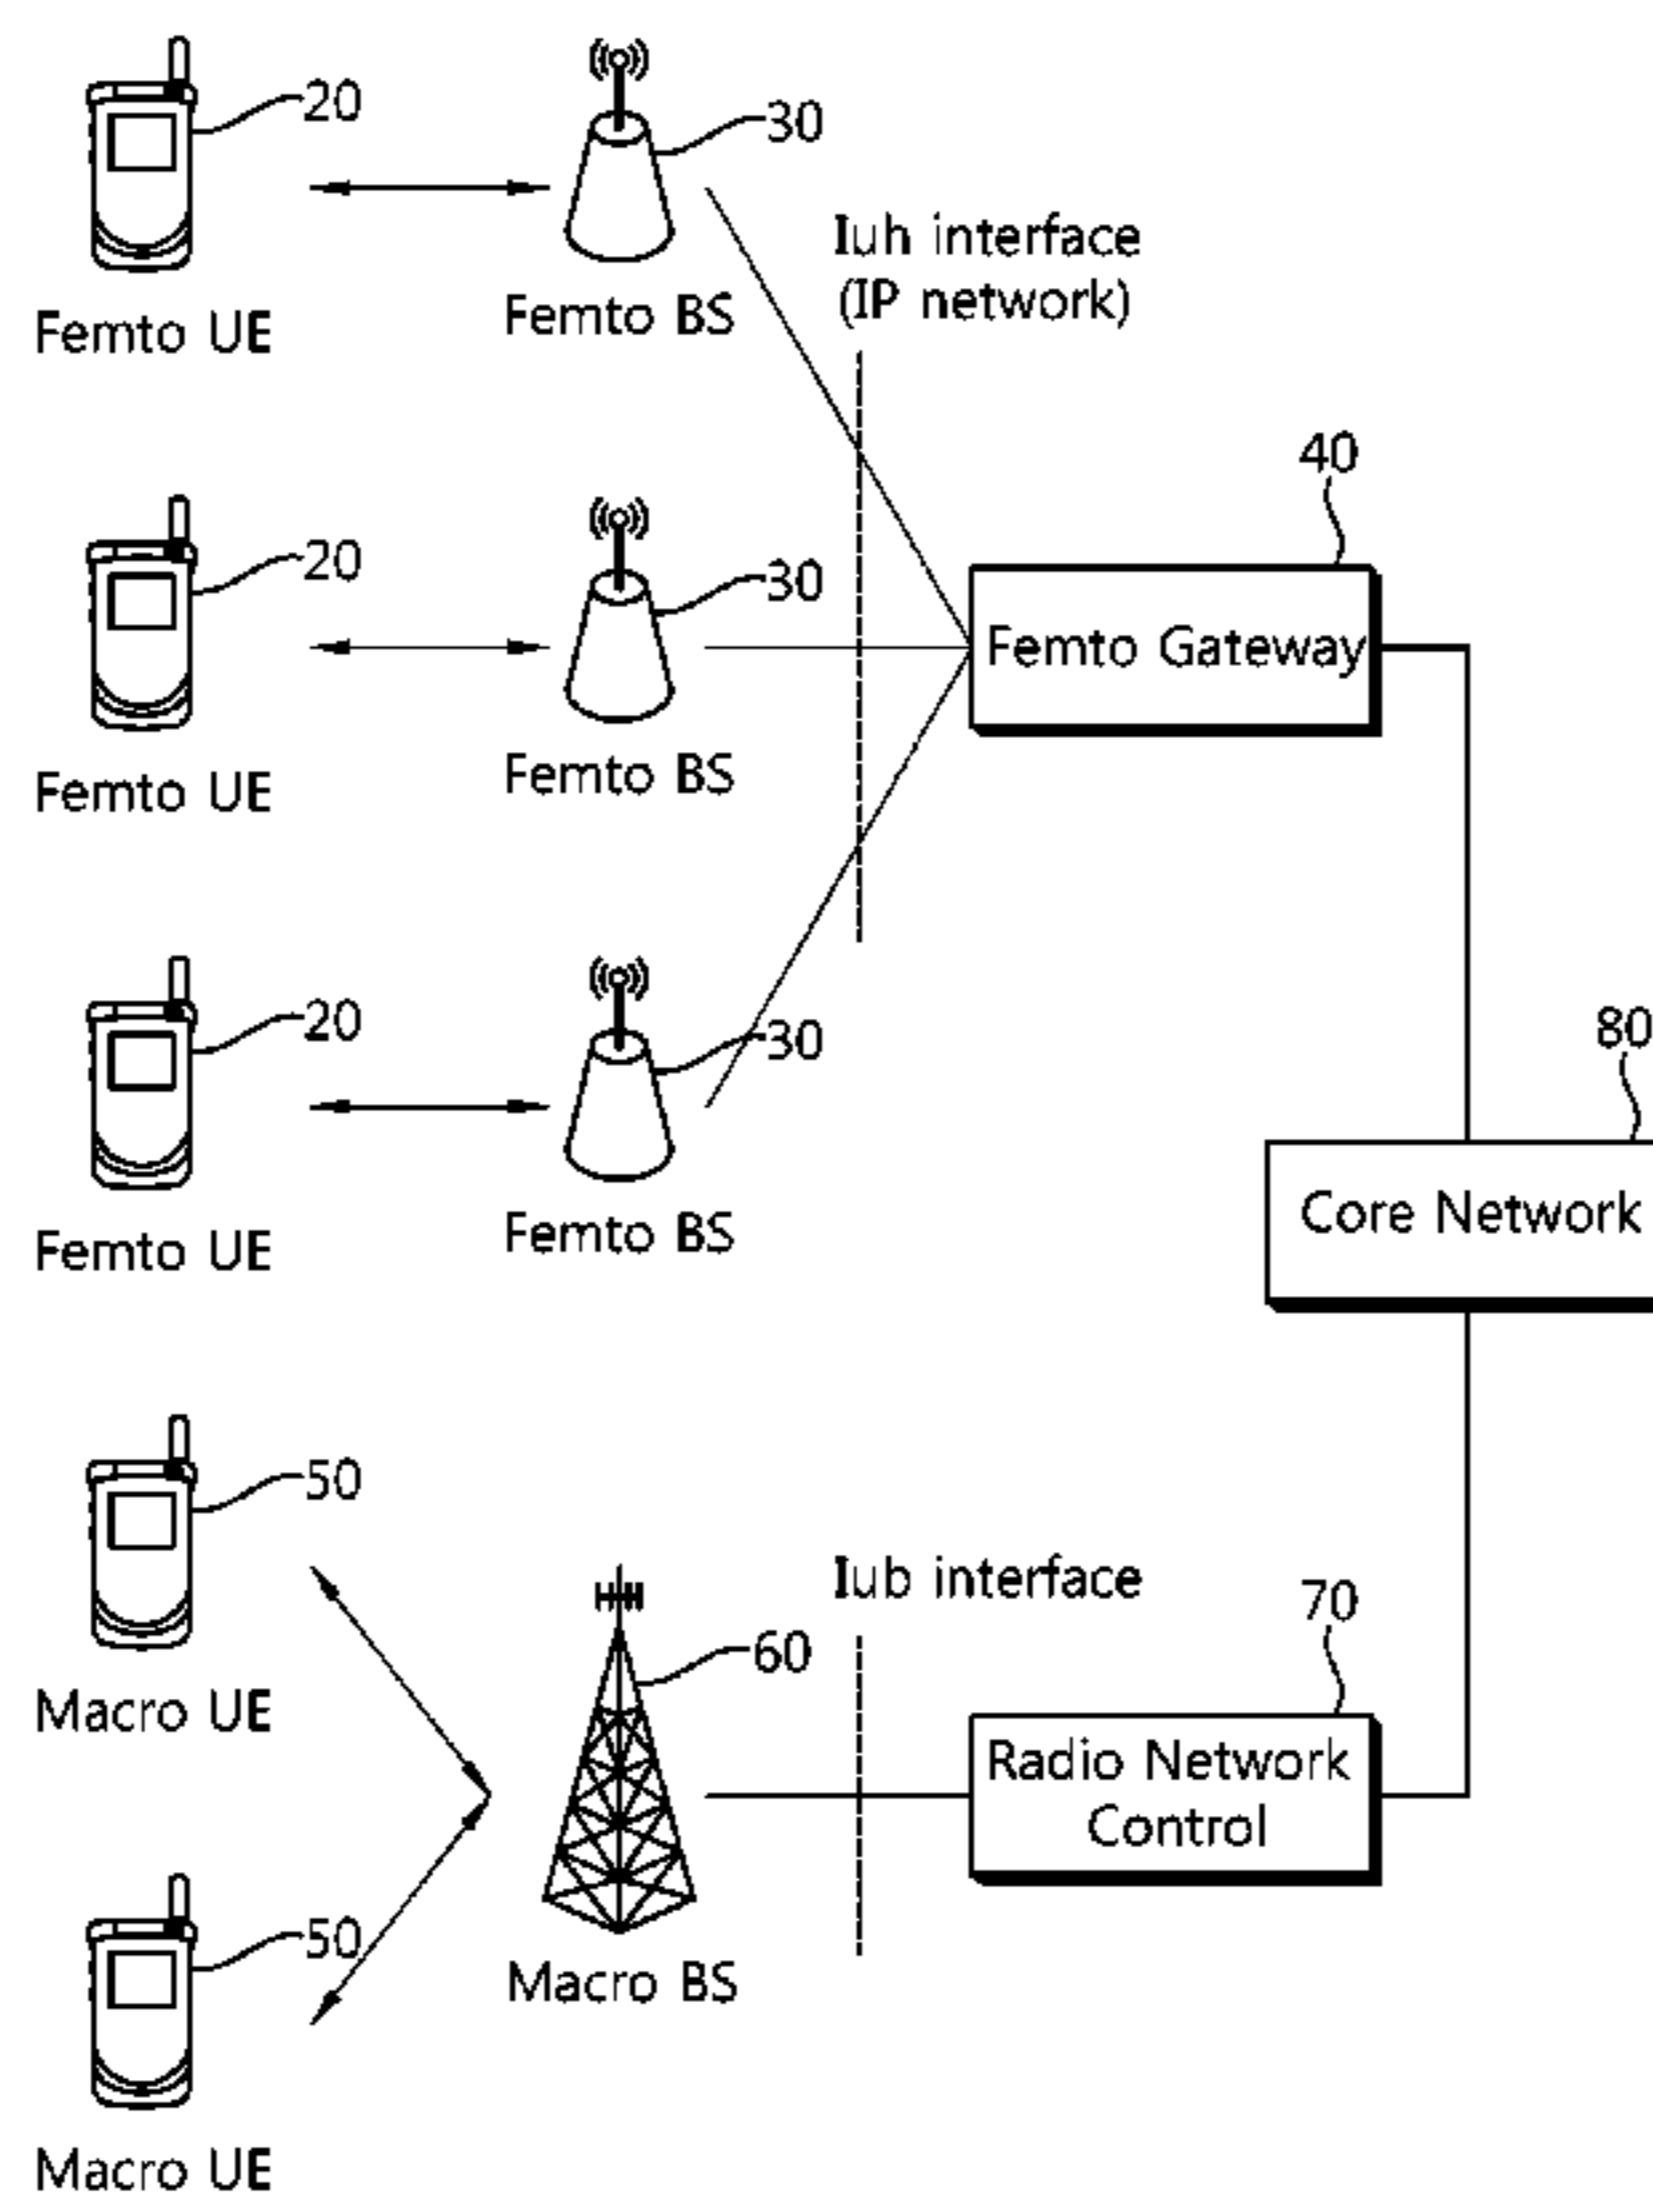 20
30
Iuh interface
(IP network)
Femto UE
Femto BS
40
20
30
Femto Gateway
Femto UE
Femto BS
20
30
80
Core Network
Femto UE
Femto BS
50
Iub interface
70
60
Macro UE
Radio Network
Control
50
Macro BS
Macro UE